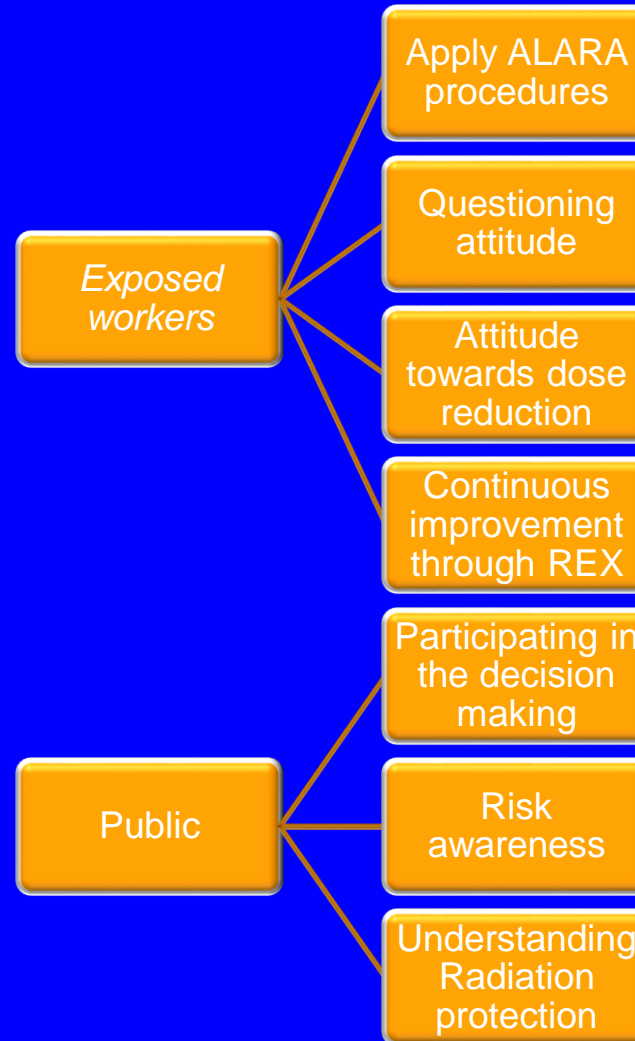 Apply ALARA
procedures
Questioning
attitude
Exposed
workers
Attitude
towards dose
reduction
Continuous
improvement
through REX
Participating in
the decision
making
Public
Risk
awareness
Understanding
Radiation
protection